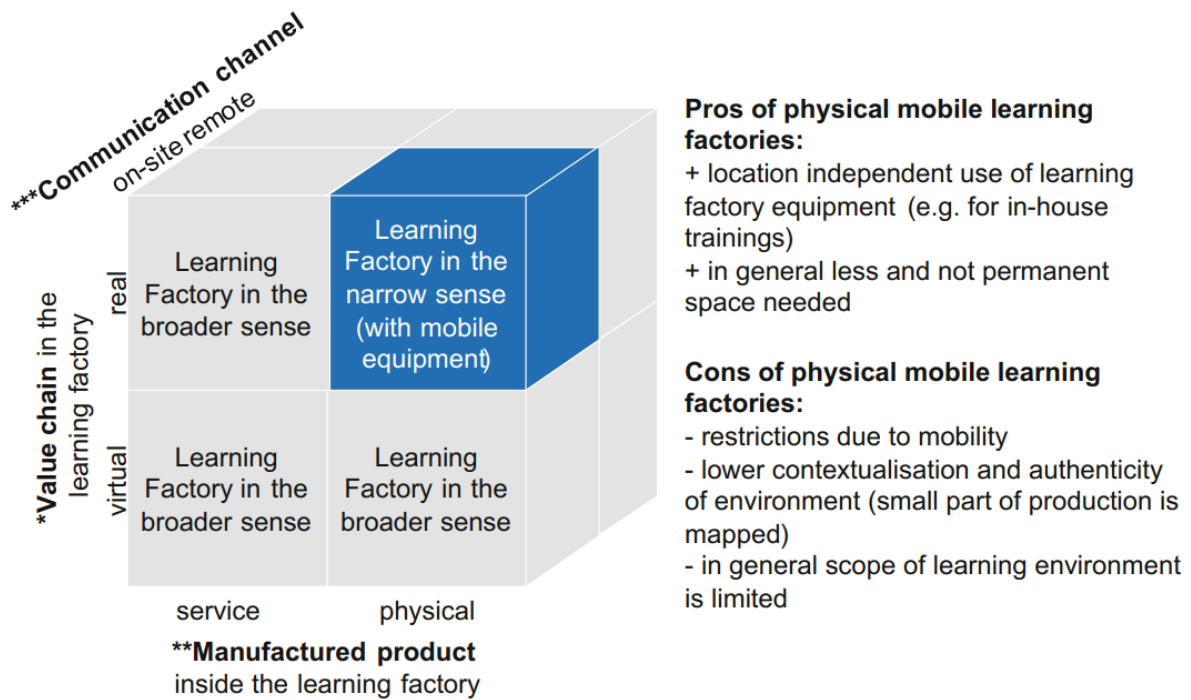 ***Communication channel
on-site remote
*Value chain in the
learning factory
real
virtual
Learning
Factory in the
broader sense
Learning
Factory in the
narrow sense
(with mobile
equipment)
Learning
Factory in the
broader sense
Learning
Factory in the
broader sense
service
physical
**Manufactured product
inside the learning factory
Pros of physical mobile learning
factories:
+ location independent use of learning
factory equipment (e.g. for in-house
trainings)
+ in general less and not permanent
space needed
Cons of physical mobile learning
factories:
- restrictions due to mobility
- lower contextualisation and authenticity
of environment (small part of production is
mapped)
- in general scope of learning environment
is limited